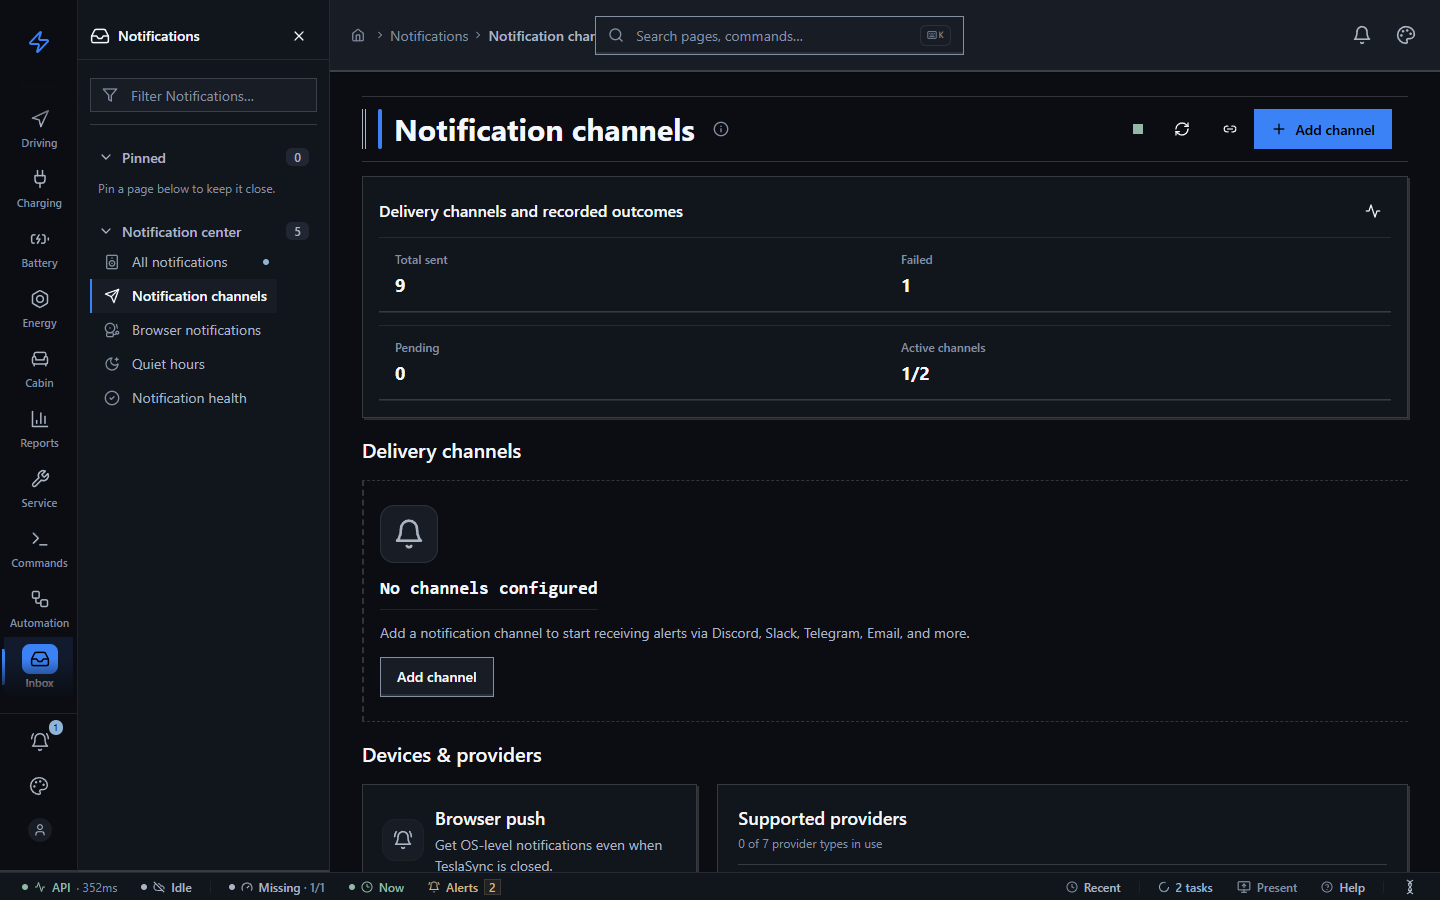 Notifications
Notifications
Notification char
Search pages, commands...
K
Filter Notifications...
Driving
Charging
Battery
Energy
Cabin
Reports
Service
Commands
Automation
Inbox
1
Pinned
0
Pin a page below to keep it close.
Notification center
5
All notifications
Notification channels
Browser notifications
Quiet hours
Notification health
Notification channels
Add channel
Delivery channels and recorded outcomes
Total sent
9
Failed
1
Pending
0
Active channels
1/2
Delivery channels
No channels configured
Add a notification channel to start receiving alerts via Discord, Slack, Telegram, Email, and more.
Add channel
Devices & providers
Browser push
Get OS-level notifications even when
TeslaSync is closed.
Supported providers
0 of 7 provider types in use
API · 352ms
Idle
Missing · 1/1
Now
Alerts 2
Recent
2 tasks
Present
Help